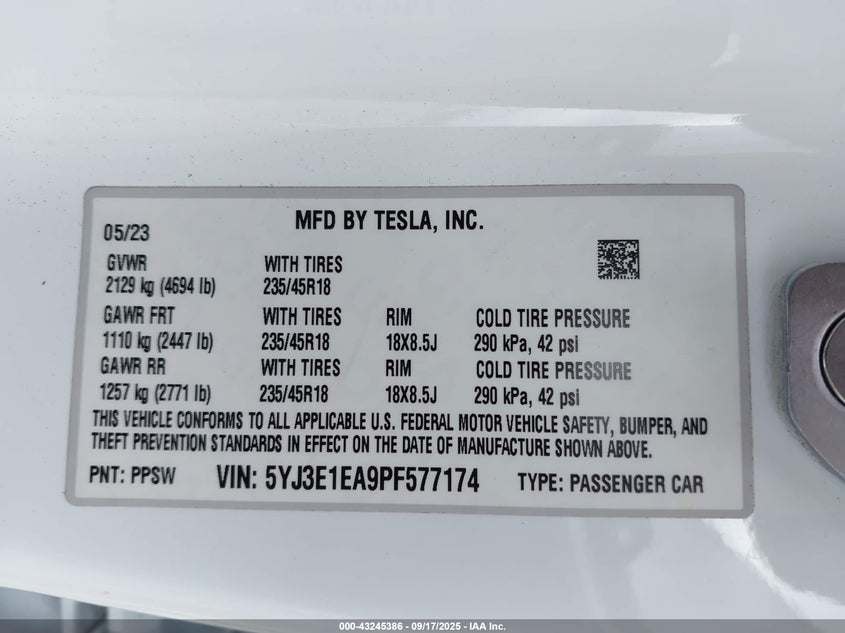 05/23
MFD BY TESLA, INC.
GVWR WITH TIRES
2129 kg (4694 lb) 235/45R18
GAWR FRT WITH TIRES RIM COLD TIRE PRESSURE
1110 kg (2447 lb) 235/45R18 18X8.5J 290 kPa, 42 psi
GAWR RR WITH TIRES RIM COLD TIRE PRESSURE
1257 kg (2771 lb) 235/45R18 18X8.5J 290 kPa, 42 psi
THIS VEHICLE CONFORMS TO ALL APPLICABLE U.S. FEDERAL MOTOR VEHICLE SAFETY, BUMPER, AND
THEFT PREVENTION STANDARDS IN EFFECT ON THE DATE OF MANUFACTURE SHOWN ABOVE.
PNT: PPSW VIN: 5YJ3E1EA9PF577174 TYPE: PASSENGER CAR
000-43245386 - 09/17/2025 - IAA Inc.